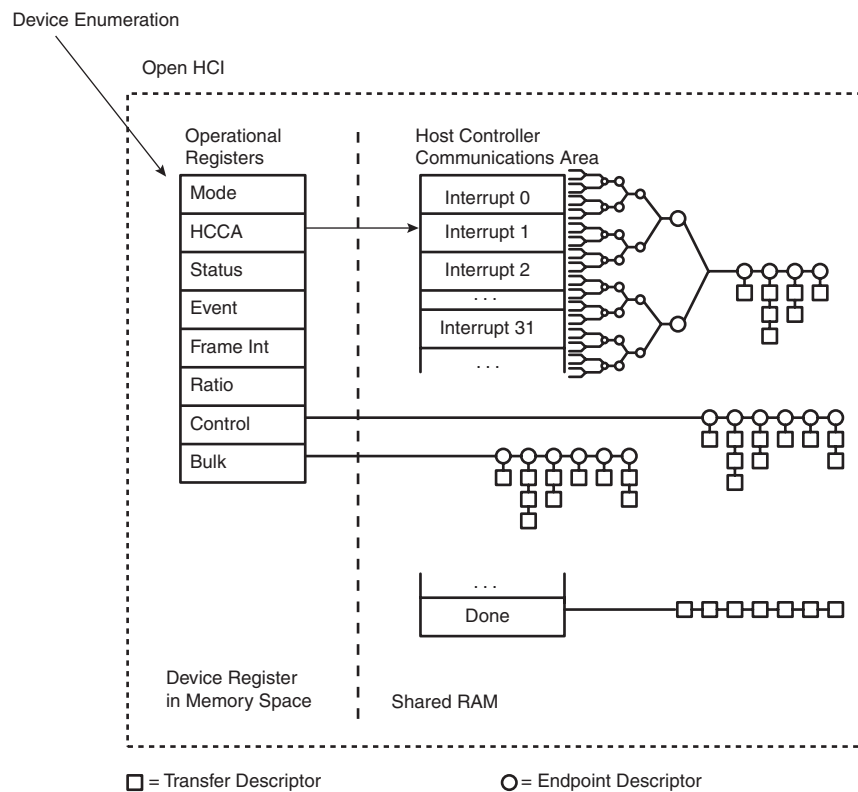 Device Enumeration
Open HCI
Operational
Registers
Mode
HCCA
Status
Event
Frame Int
Ratio
Control
Bulk
Host Controller
Communications Area
Interrupt 0
Interrupt 1
Interrupt 2
. . .
Interrupt 31
. . .
. . .
Done
Device Register
in Memory Space
Shared RAM
= Transfer Descriptor
= Endpoint Descriptor